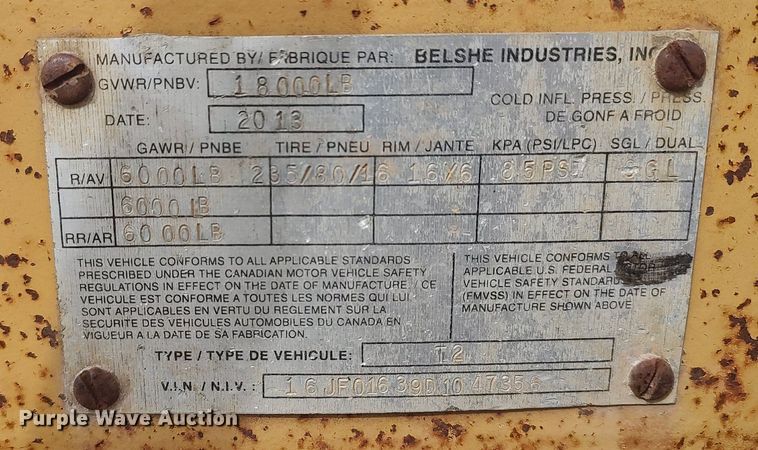 MANUFACTURED BY/ FABRIQUE PAR: BELSHE INDUSTRIES, INC
GVWR/PNBV: 18000LB
COLD INFL. PRESS. / PRESS.
DE GONF A FROID
DATE: 2013
GAWR / PNBE TIRE / PNEU RIM / JANTE KPA (PSI/LPC) SGL / DUAL
R/AV 6000LB 235/80/16 16X6 85PSI SGL
6000LB
RR/AR 6000LB
THIS VEHICLE CONFORMS TO ALL APPLICABLE STANDARDS
PRESCRIBED UNDER THE CANADIAN MOTOR VEHICLE SAFETY
REGULATIONS IN EFFECT ON THE DATE OF MANUFACTURE. / CE
VEHICULE EST CONFORME A TOUTES LES NORMES QUI LUI
SONT APPLICABLES EN VERTU DU REGLEMENT SUR LA
SECURITE DES VEHICULES AUTOMOBILES DU CANADA EN
VIGUEUR A LA DATE DE SA FABRICATION.
THIS VEHICLE CONFORMS TO ALL
APPLICABLE U.S. FEDERAL
VEHICLE SAFETY STANDARDS
(FMVSS) IN EFFECT ON THE DATE OF
MANUFACTURE SHOWN ABOVE
TYPE / TYPE DE VEHICULE: T2
V.I.N. / N.I.V. : 16JF01639D1047356
Purple Wave Auction